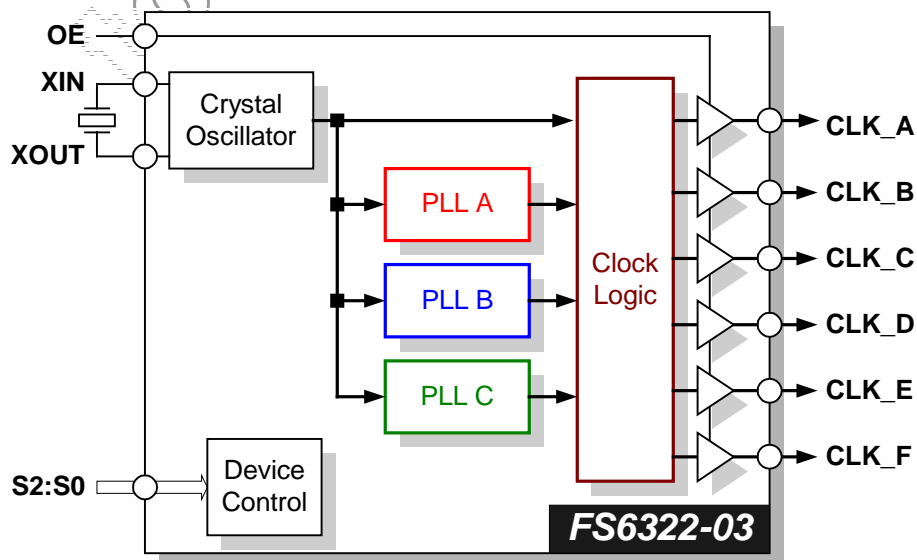 OE
XIN
XOUT
Crystal
Oscillator
PLL A
PLL B
PLL C
Clock
Logic
CLK_A
CLK_B
CLK_C
CLK_D
CLK_E
CLK_F
S2:S0
Device
Control
FS6322-03